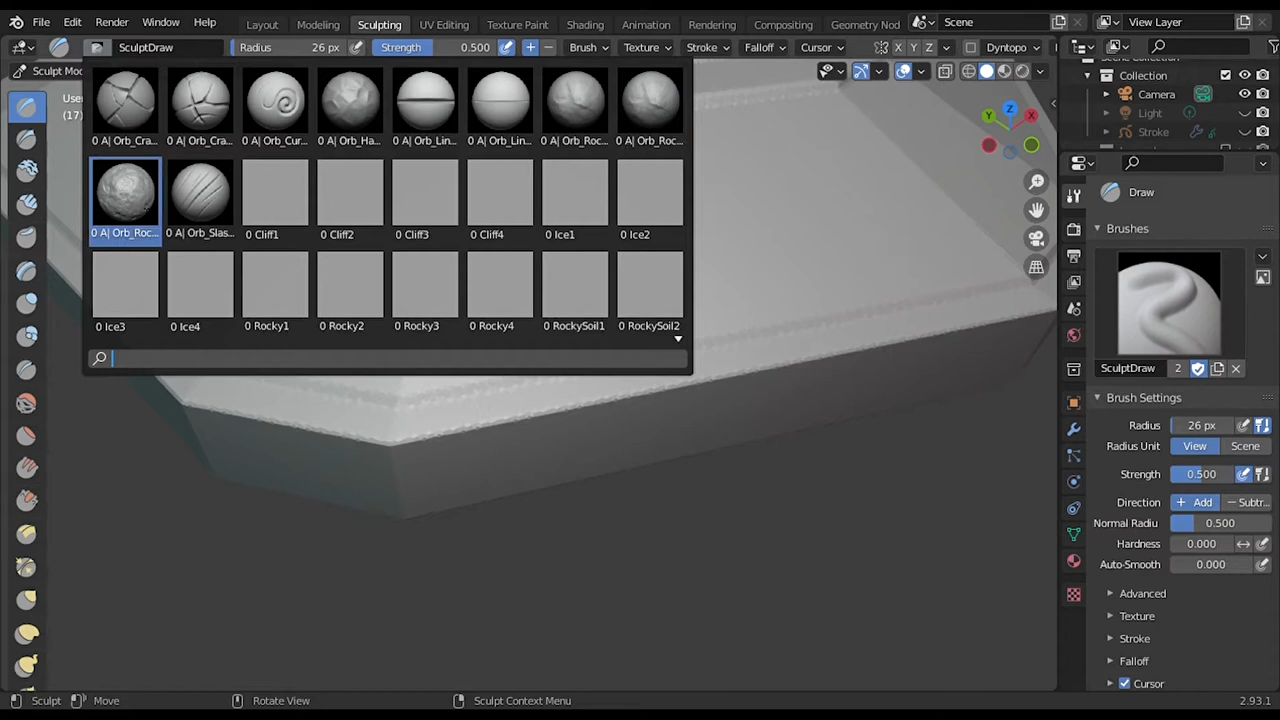 File Edit Render Window Help Layout Modeling Sculpting UV Editing Texture Paint Shading Animation Rendering Compositing Geometry Nod Scene View Layer
SculptDraw Radius 26 px Strength 0.500 Brush Texture Stroke Falloff Cursor X Y Z Dyntopo
Sculpt Mo
User
(17)
0 A| Orb_Cra... 0 A| Orb_Cra... 0 A| Orb_Cur... 0 A| Orb_Ha... 0 A| Orb_Lin... 0 A| Orb_Lin... 0 A| Orb_Roc... 0 A| Orb_Roc...
0 A| Orb_Roc... 0 A| Orb_Slas... 0 Cliff1 0 Cliff2 0 Cliff3 0 Cliff4 0 Ice1 0 Ice2
0 Ice3 0 Ice4 0 Rocky1 0 Rocky2 0 Rocky3 0 Rocky4 0 RockySoil1 0 RockySoil2
Z
Y X
Collection
Camera
Light
Stroke
Draw
Brushes
SculptDraw 2
Brush Settings
Radius 26 px
Radius Unit View Scene
Strength 0.500
Direction + Add − Subtr...
Normal Radiu 0.500
Hardness 0.000
Auto-Smooth 0.000
Advanced
Texture
Stroke
Falloff
Cursor
Sculpt Move Rotate View Sculpt Context Menu 2.93.1